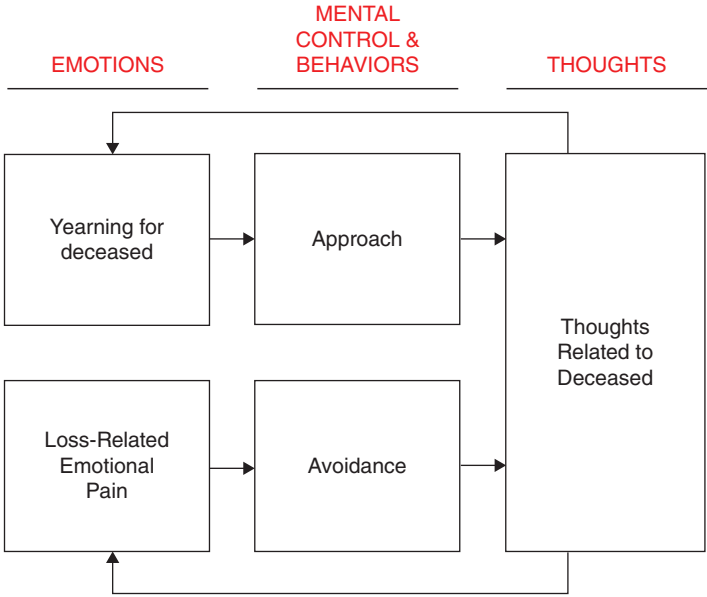 EMOTIONS
MENTAL
CONTROL &
BEHAVIORS
THOUGHTS
Yearning for
deceased
Approach
Thoughts
Related to
Deceased
Loss-Related
Emotional
Pain
Avoidance